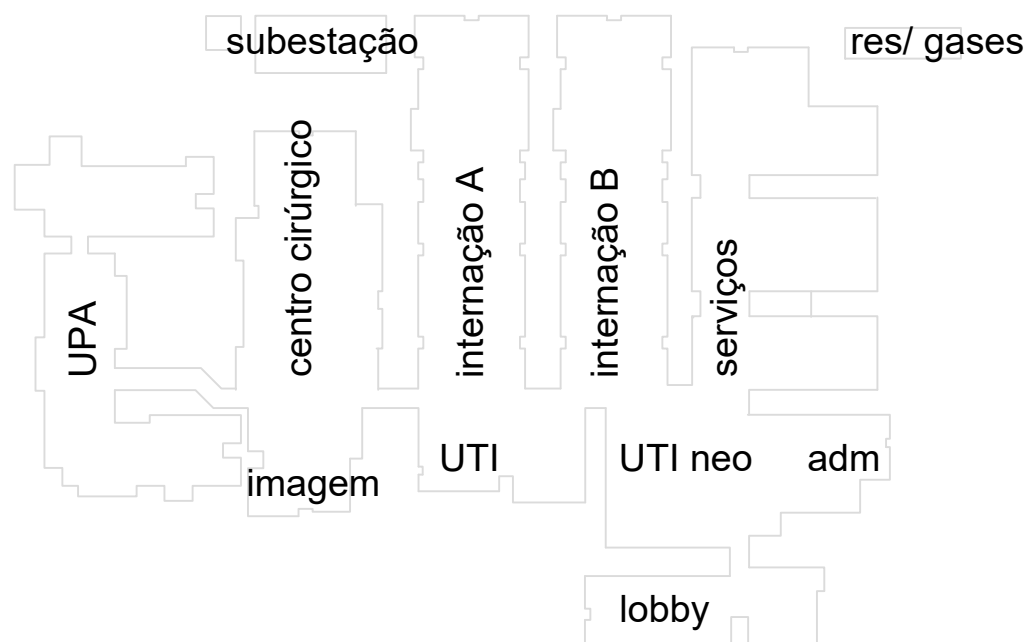 subestação
res/ gases
UPA
centro cirúrgico
internação A
internação B
serviços
UTI
UTI neo
adm
imagem
lobby